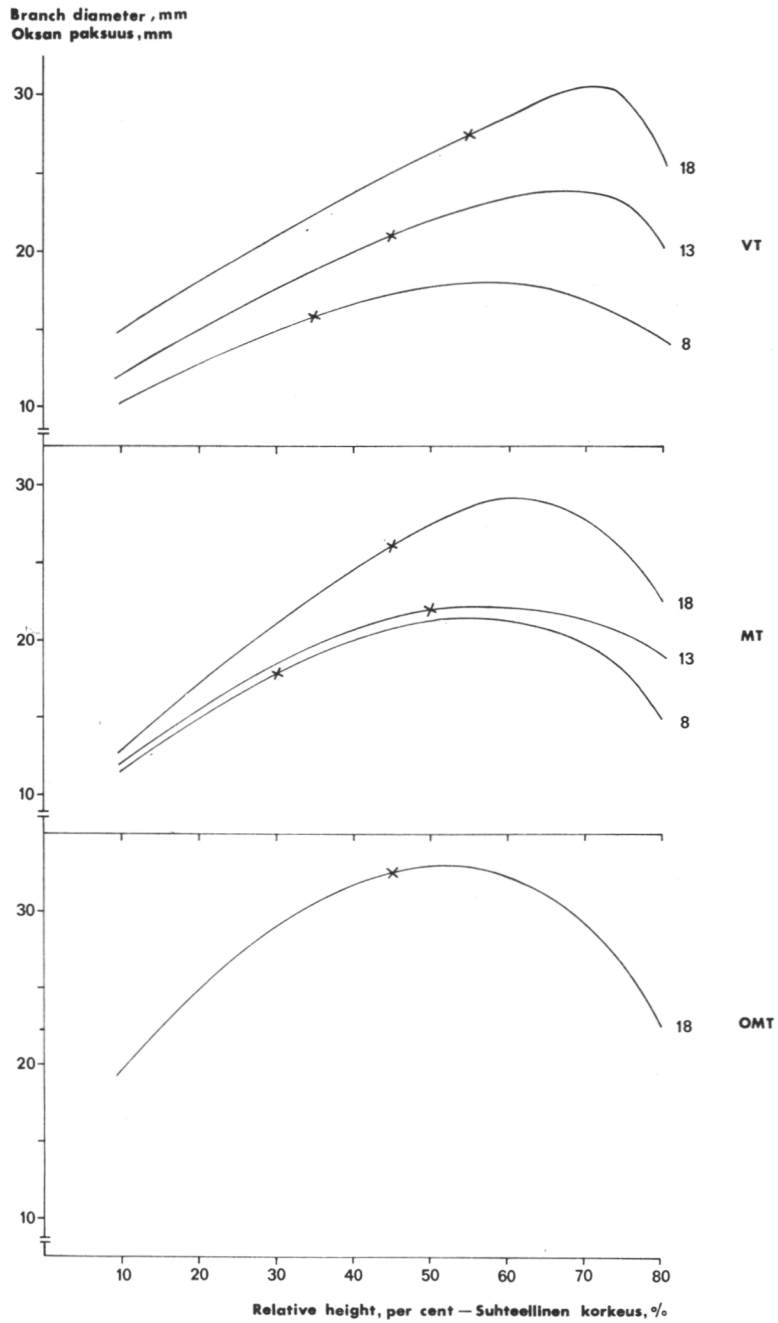 Branch diameter, mm
Oksan paksuus, mm
30
20
10
18
13
8
VT
30
20
10
18
13
8
MT
30
20
10
18
OMT
10 20 30 40 50 60 70 80
Relative height, per cent — Suhteellinen korkeus, %